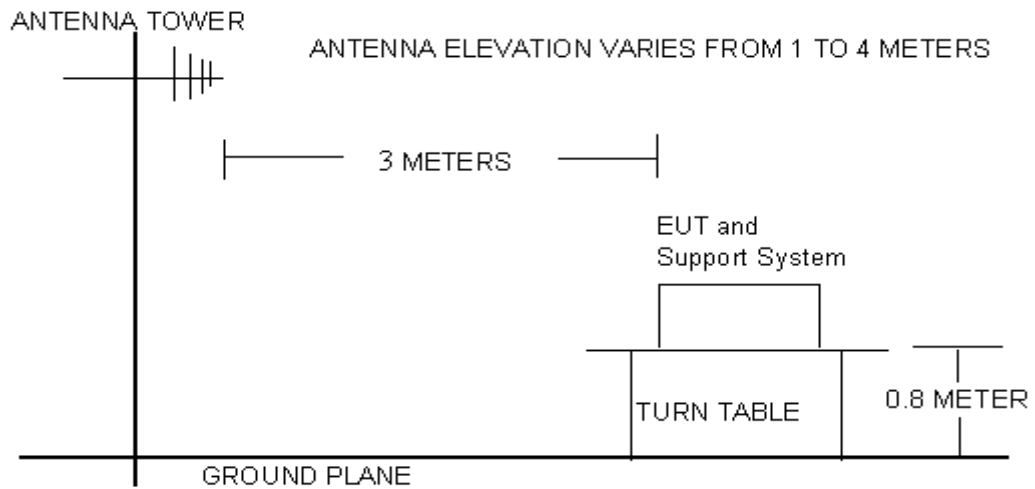 ANTENNA TOWER
ANTENNA ELEVATION VARIES FROM 1 TO 4 METERS
3 METERS
EUT and
Support System
TURN TABLE
0.8 METER
GROUND PLANE